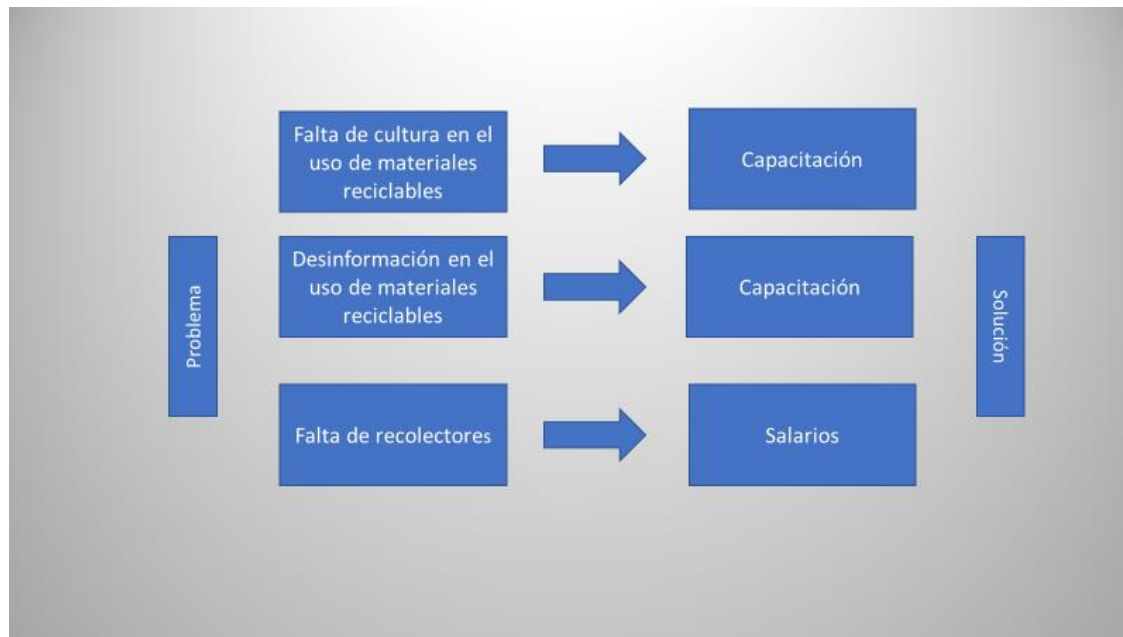 Problema
Falta de cultura en el
uso de materiales
reciclables
Capacitación
Desinformación en el
uso de materiales
reciclables
Capacitación
Falta de recolectores
Salarios
Solución